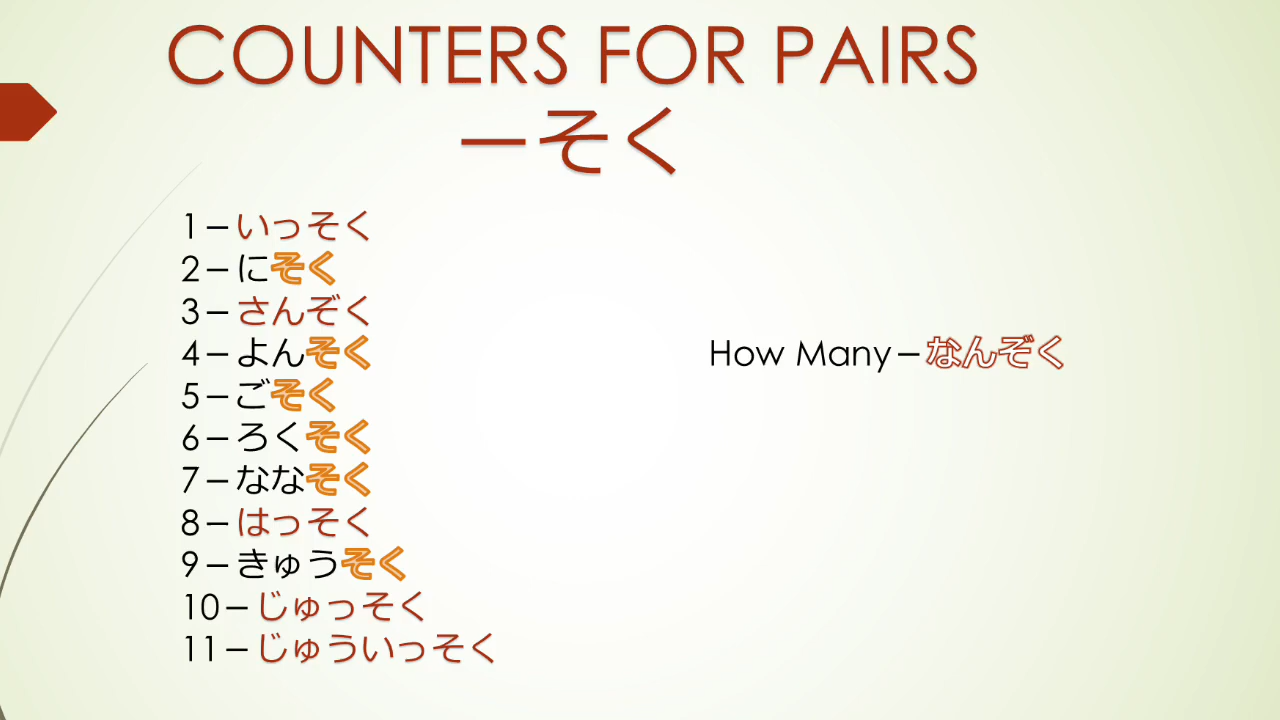 COUNTERS FOR PAIRS
ーそく
1ーいっそく
2ーにそく
3ーさんぞく
4ーよんそく
5ーごそく
6ーろくそく
7ーななそく
8ーはっそく
9ーきゅうそく
10ーじゅっそく
11ーじゅういっそく
How Manyーなんぞく